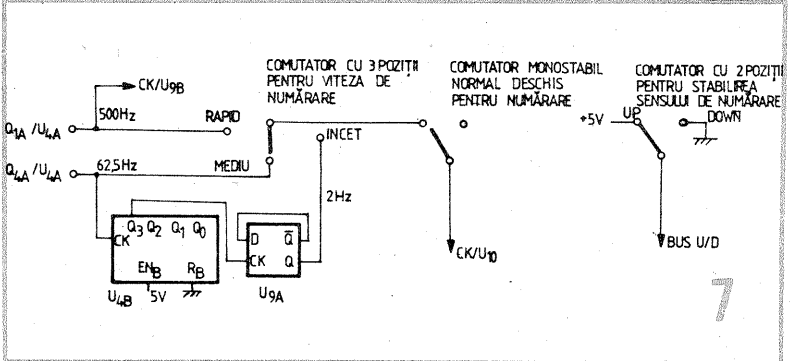 COMUTATOR CU 3 POZIȚII
PENTRU VITEZA DE
NUMĂRARE
COMUTATOR MONOSTABIL
NORMAL DESCHIS
PENTRU NUMĂRARE
COMUTATOR CU 2 POZIȚII
PENTRU STABILIREA
SENSULUI DE NUMĂRARE
CK/U9B
500Hz
RAPID
Q1A /U4A
INCET
+5V
UP
DOWN
Q4A /U4A
62,5Hz
MEDIU
2Hz
Q3 Q2 Q1 Q0
CK
ENB RB
U4B
5V
D Q̅
CK Q
U9A
CK/U10
BUS U/D
7